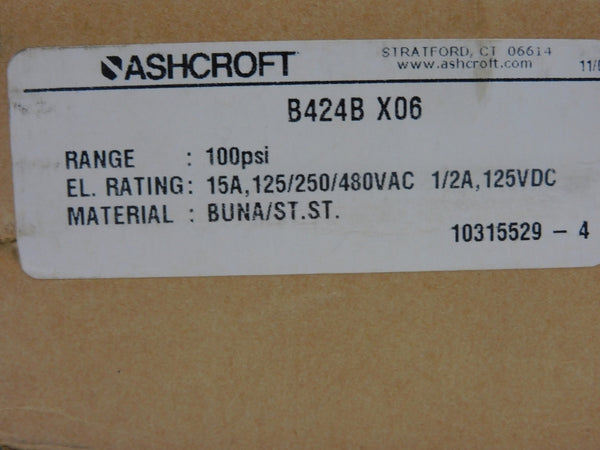 ASHCROFT
STRATFORD, CT 06614
www.ashcroft.com
11/
B424B X06
RANGE : 100psi
EL. RATING: 15A,125/250/480VAC 1/2A,125VDC
MATERIAL : BUNA/ST.ST.
10315529 – 4